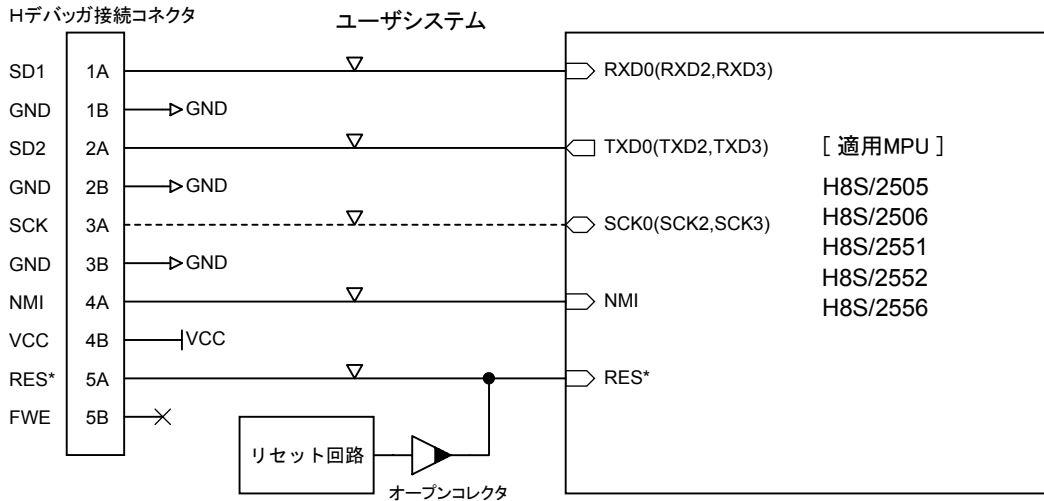 Hデバッガ接続コネクタ
ユーザシステム
SD1 1A RXD0(RXD2,RXD3)
GND 1B GND
SD2 2A TXD0(TXD2,TXD3) [ 適用MPU ]
GND 2B GND H8S/2505
SCK 3A SCK0(SCK2,SCK3) H8S/2506
GND 3B GND H8S/2551
H8S/2552
NMI 4A NMI H8S/2556
VCC 4B VCC
RES* 5A RES*
FWE 5B
リセット回路
オープンコレクタ